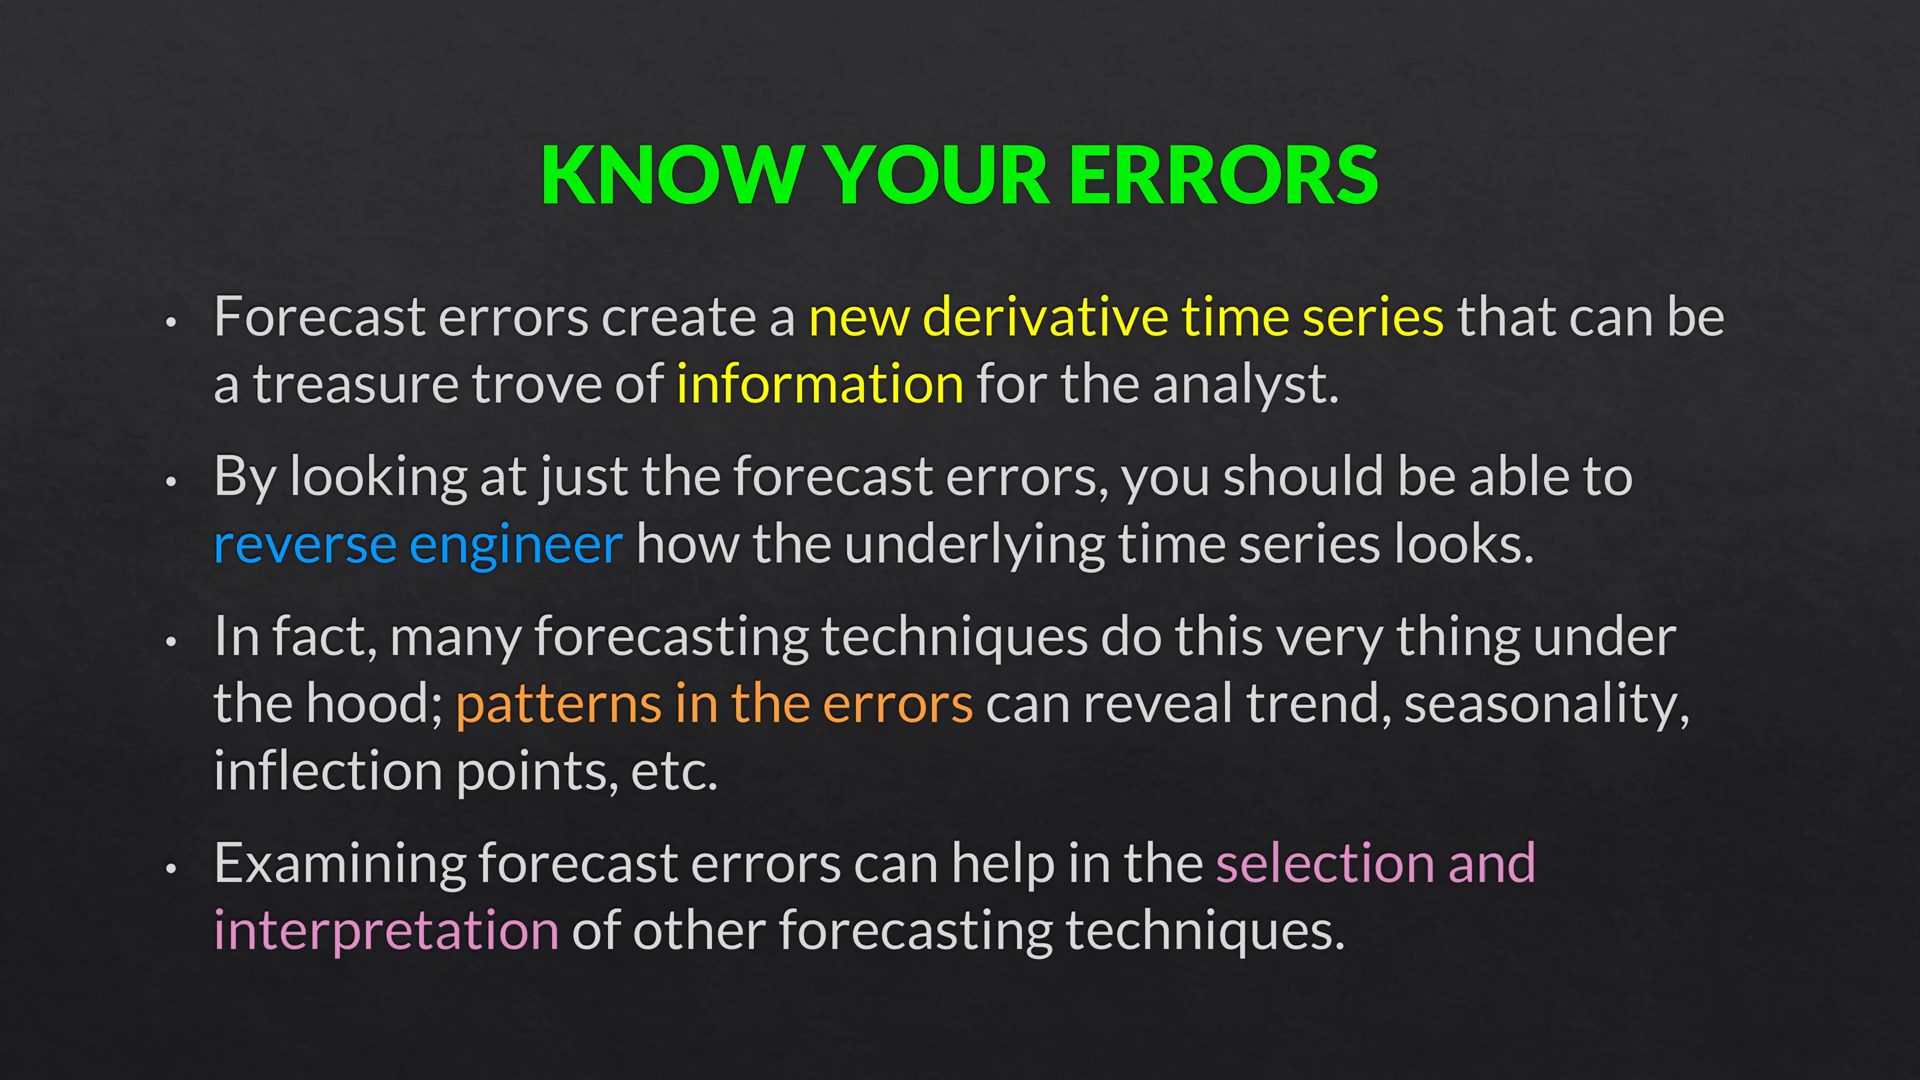 KNOW YOUR ERRORS
• Forecast errors create a new derivative time series that can be
a treasure trove of information for the analyst.
• By looking at just the forecast errors, you should be able to
reverse engineer how the underlying time series looks.
• In fact, many forecasting techniques do this very thing under
the hood; patterns in the errors can reveal trend, seasonality,
inflection points, etc.
• Examining forecast errors can help in the selection and
interpretation of other forecasting techniques.